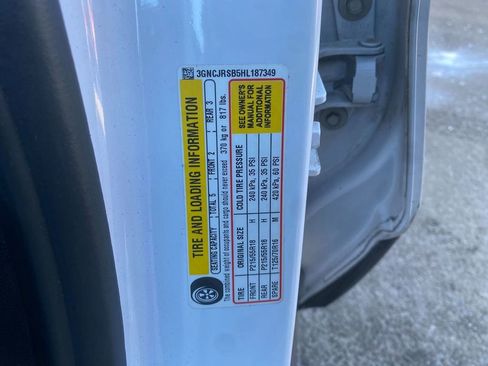 3GNCJRSB5HL187349
TIRE AND LOADING INFORMATION
SEATING CAPACITY TOTAL 5 FRONT 2 REAR 3
The combined weight of occupants and cargo should never exceed 370 kg or 817 lbs.
TIRE ORIGINAL SIZE COLD TIRE PRESSURE
FRONT P215/55R18 H 240 kPa, 35 PSI
REAR P215/55R18 H 240 kPa, 35 PSI
SPARE T125/70R16 M 420 kPa, 60 PSI
SEE OWNER'S
MANUAL FOR
ADDITIONAL
INFORMATION